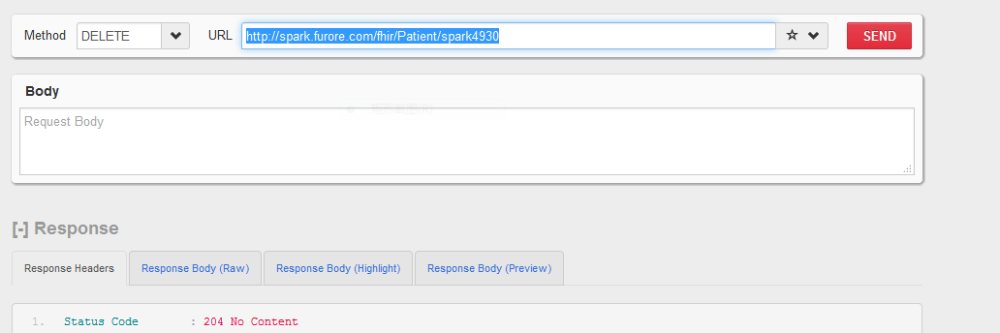 Method DELETE URL http://spark.furore.com/fhir/Patient/spark4930 SEND
Body
Request Body
[-] Response
Response Headers Response Body (Raw) Response Body (Highlight) Response Body (Preview)
1. Status Code : 204 No Content